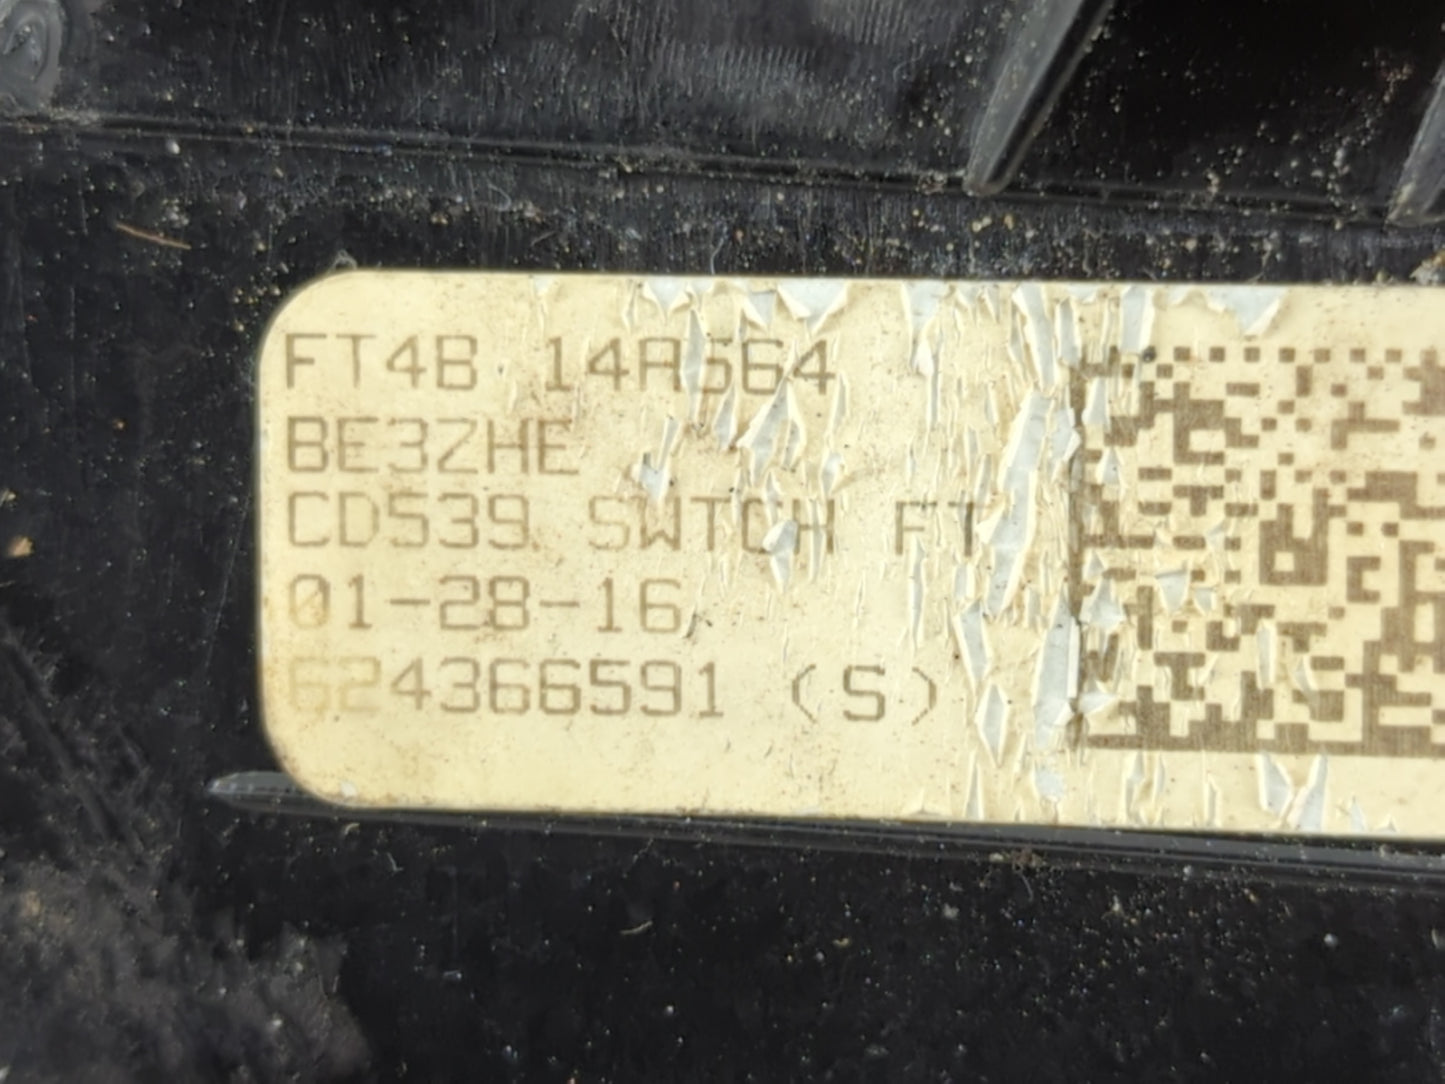 FT4B 14A564
BE3ZHE
CD539 SWTCH FT
01-28-16
624366591 (S)